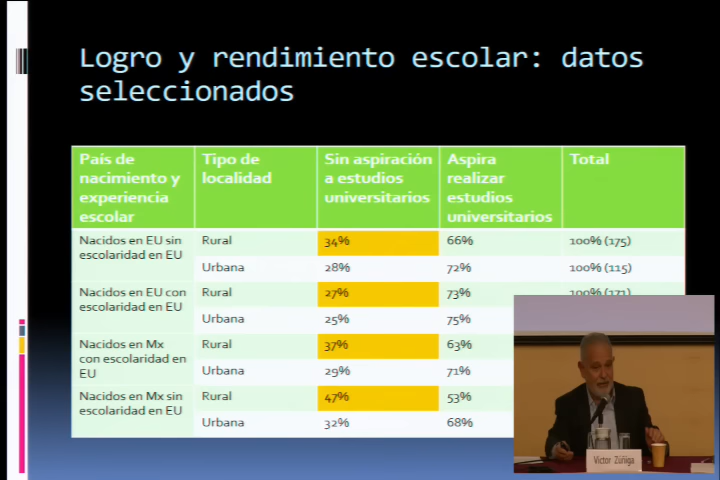 Logro y rendimiento escolar: datos
seleccionados
País de nacimiento y experiencia escolar Tipo de localidad Sin aspiración a estudios universitarios Aspira realizar estudios universitarios Total
Nacidos en EU sin escolaridad en EU Rural 34% 66% 100% (175)
Urbana 28% 72% 100% (115)
Nacidos en EU con escolaridad en EU Rural 27% 73% 100% (171)
Urbana 25% 75%
Nacidos en Mx con escolaridad en EU Rural 37% 63%
Urbana 29% 71%
Nacidos en Mx sin escolaridad en EU Rural 47% 53%
Urbana 32% 68%
Victor Zúñiga